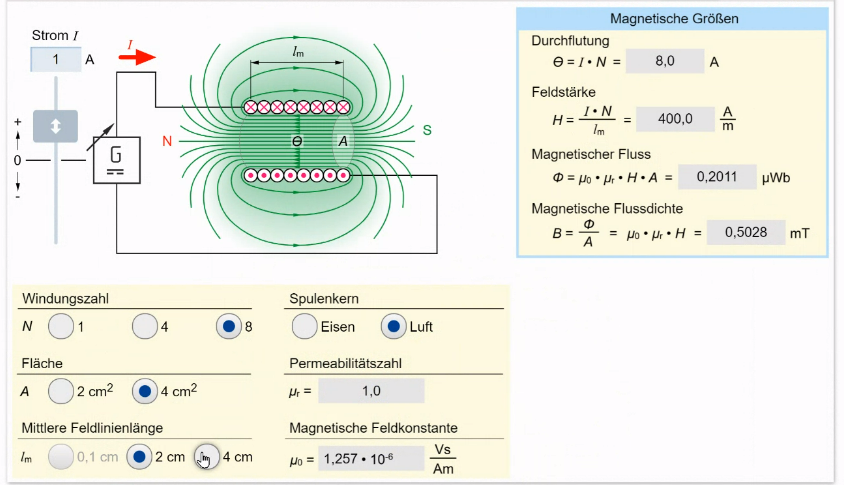 Strom I
1 A
I
+
0
-
G
lm
N
S
Θ
A
Magnetische Größen
Durchflutung
Θ = I • N = 8,0 A
Feldstärke
H = I • N / lm = 400,0 A/m
Magnetischer Fluss
Φ = μ0 • μr • H • A = 0,2011 μWb
Magnetische Flussdichte
B = Φ/A = μ0 • μr • H = 0,5028 mT
Windungszahl
N 1 4 8
Fläche
A 2 cm² 4 cm²
Mittlere Feldlinienlänge
lm 0,1 cm 2 cm 4 cm
Spulenkern
Eisen Luft
Permeabilitätszahl
μr = 1,0
Magnetische Feldkonstante
μ0 = 1,257 • 10⁻⁶ Vs/Am